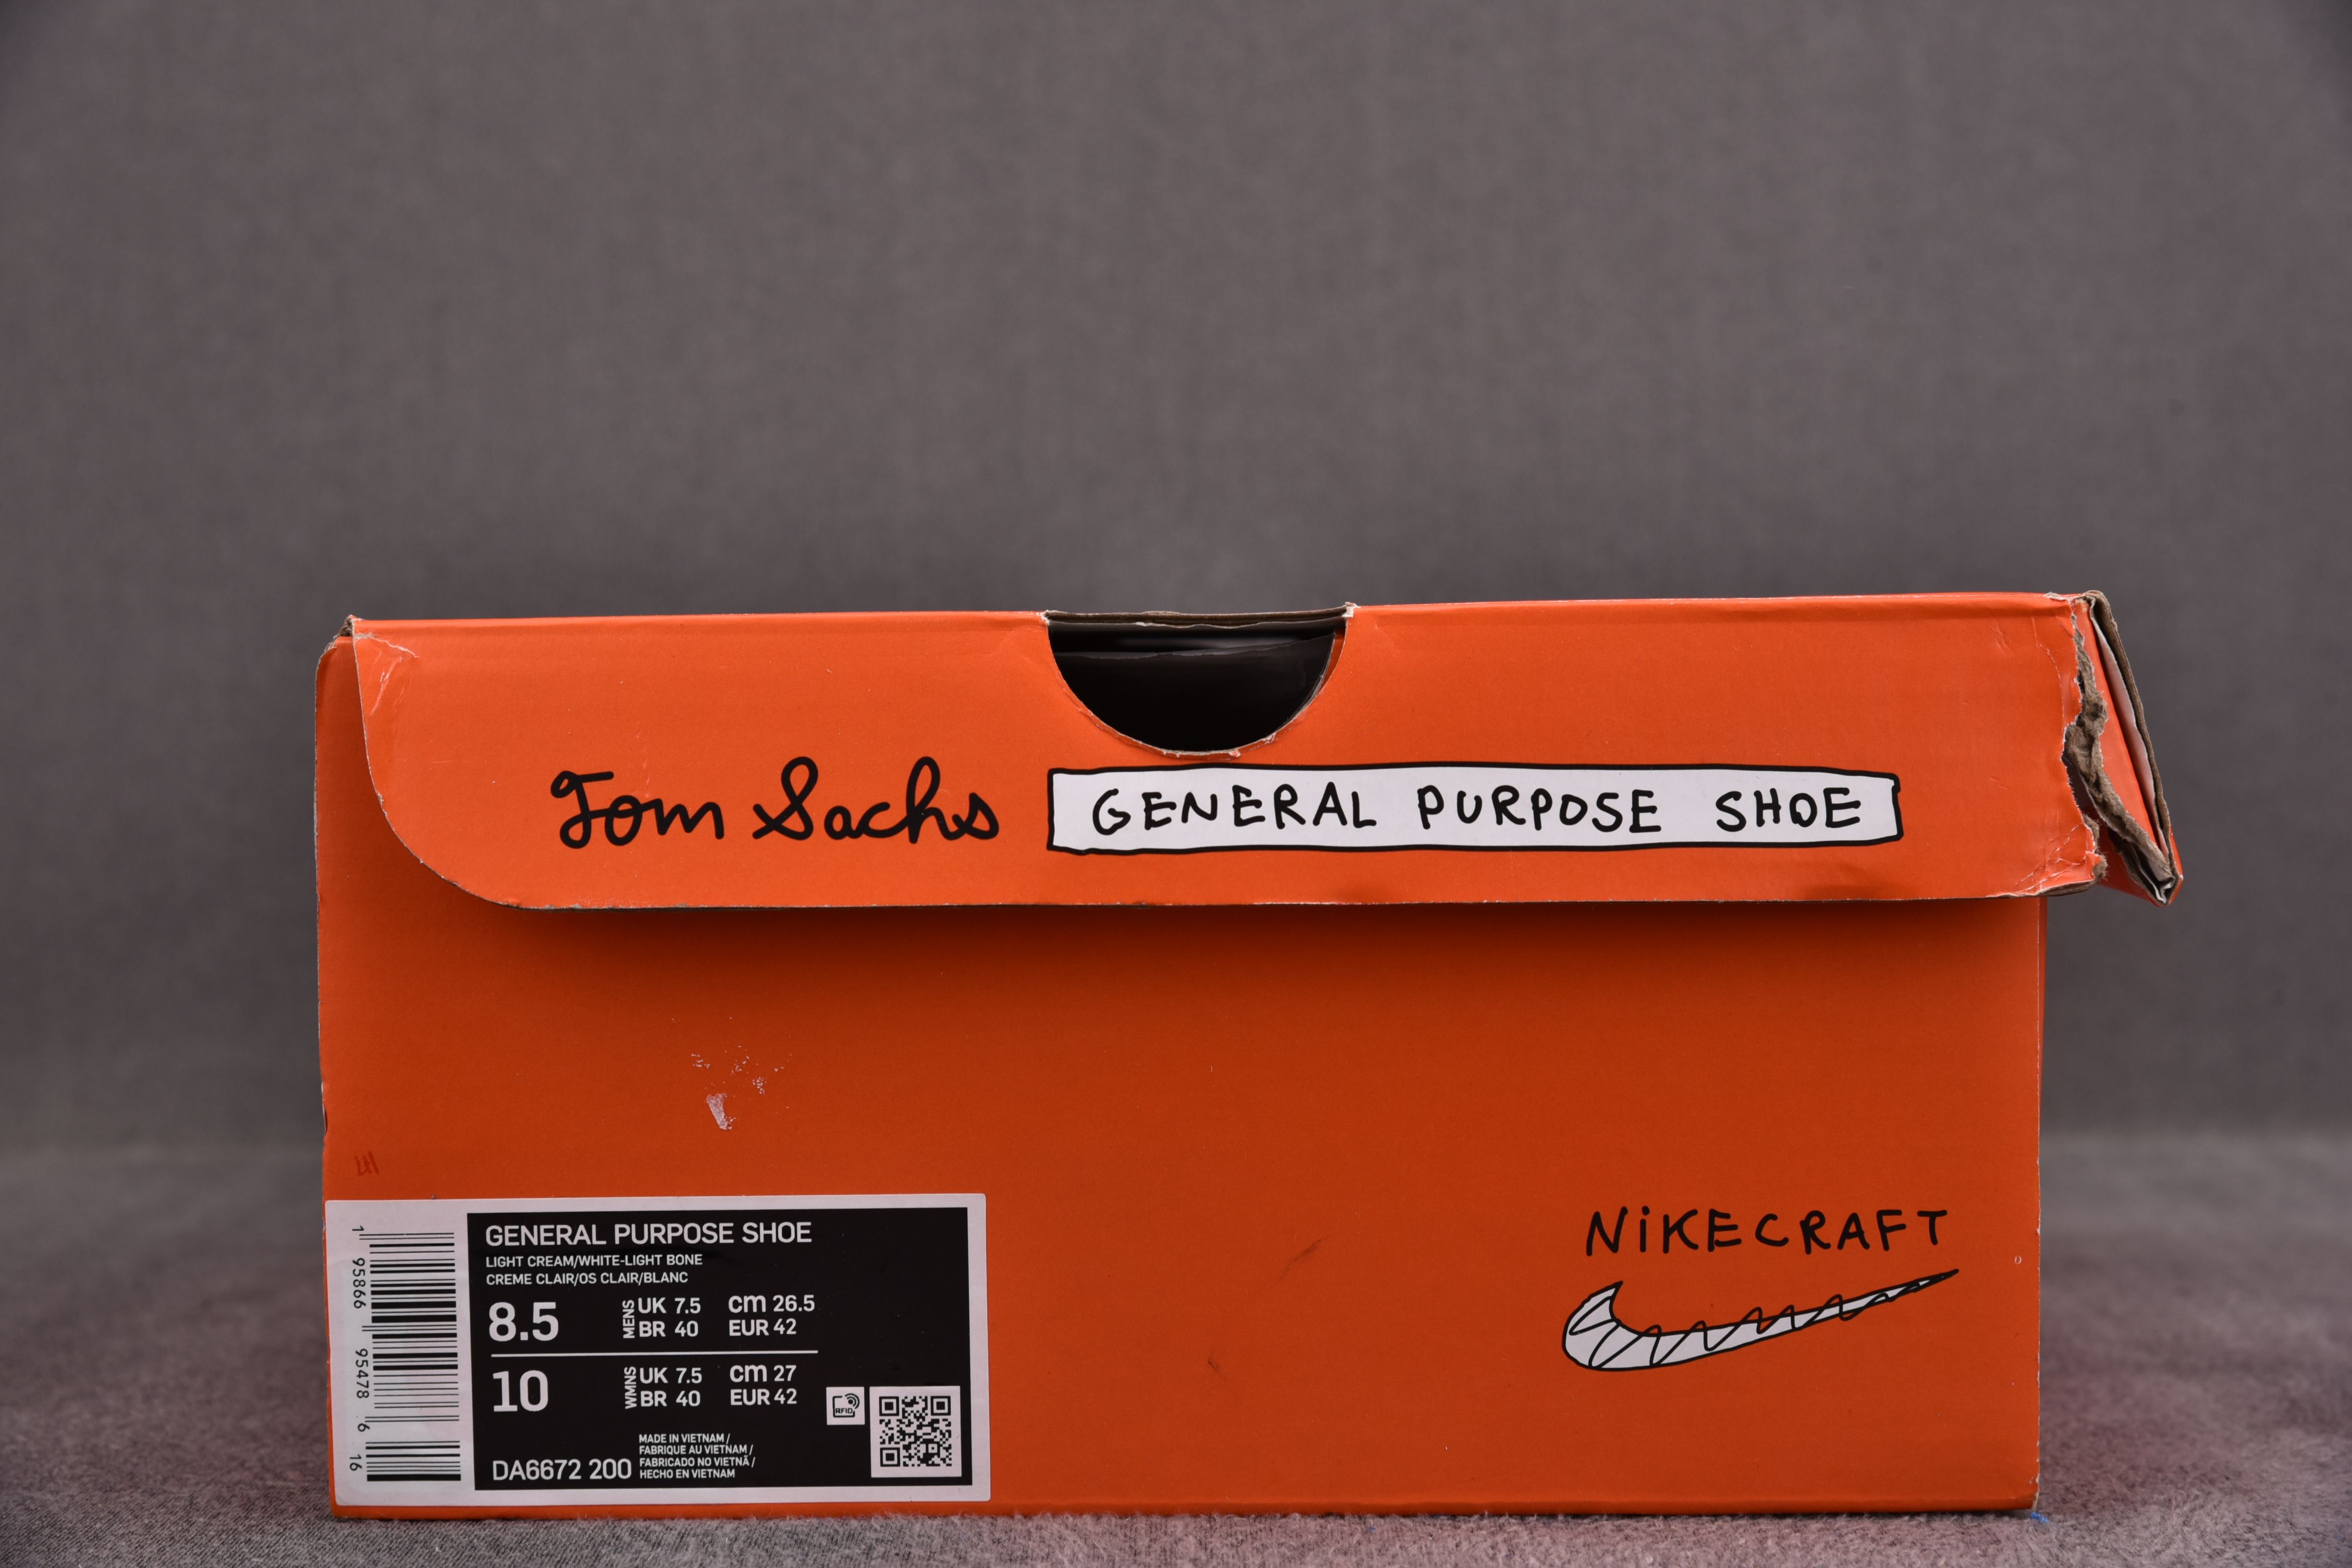 Tom Sachs GENERAL PURPOSE SHOE
NiKECRAFT
1 95866 95478 6 16
GENERAL PURPOSE SHOE
LIGHT CREAM/WHITE-LIGHT BONE
CREME CLAIR/OS CLAIR/BLANC
8.5 MENS UK 7.5 cm 26.5
BR 40 EUR 42
10 WMNS UK 7.5 cm 27
BR 40 EUR 42
RFID
MADE IN VIETNAM /
FABRIQUE AU VIETNAM /
FABRICADO NO VIETNÃ /
DA6672 200 HECHO EN VIETNAM